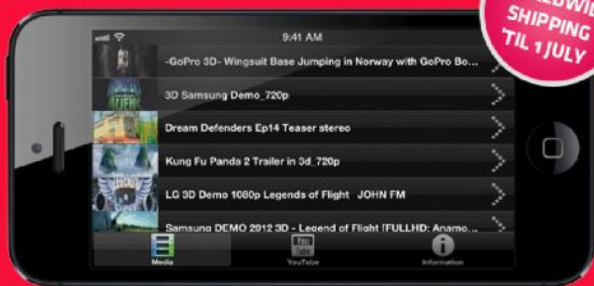 SHIPPING
'TIL 1 JULY
9:41 AM
-GoPro 3D- Wingsuit Base Jumping in Norway with GoPro Bo...
3D Samsung Demo_720p
Dream Defenders Ep14 Teaser stereo
Kung Fu Panda 2 Trailer in 3d_720p
LG 3D Demo 1080p Legends of Flight JOHN FM
Samsung DEMO 2012 3D - Legend of Flight [FULLHD; Anamo...
Media
You
Tube
YouTube
Information